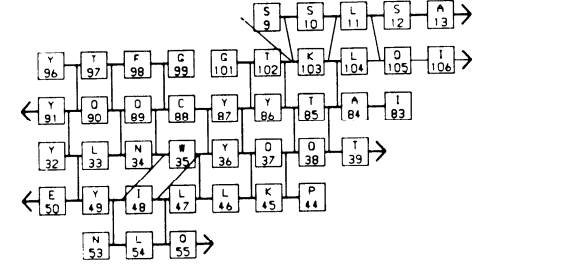 S S L S A
9 10 11 12 13
Y T F G G T K L Q I
96 97 98 99 101 102 103 104 105 106
Y Q Q C Y Y T A I
91 90 89 88 87 86 85 84 83
Y L N W Y Q Q T
32 33 34 35 36 37 38 39
E Y I L L K P
50 49 48 47 46 45 44
N L Q
53 54 55